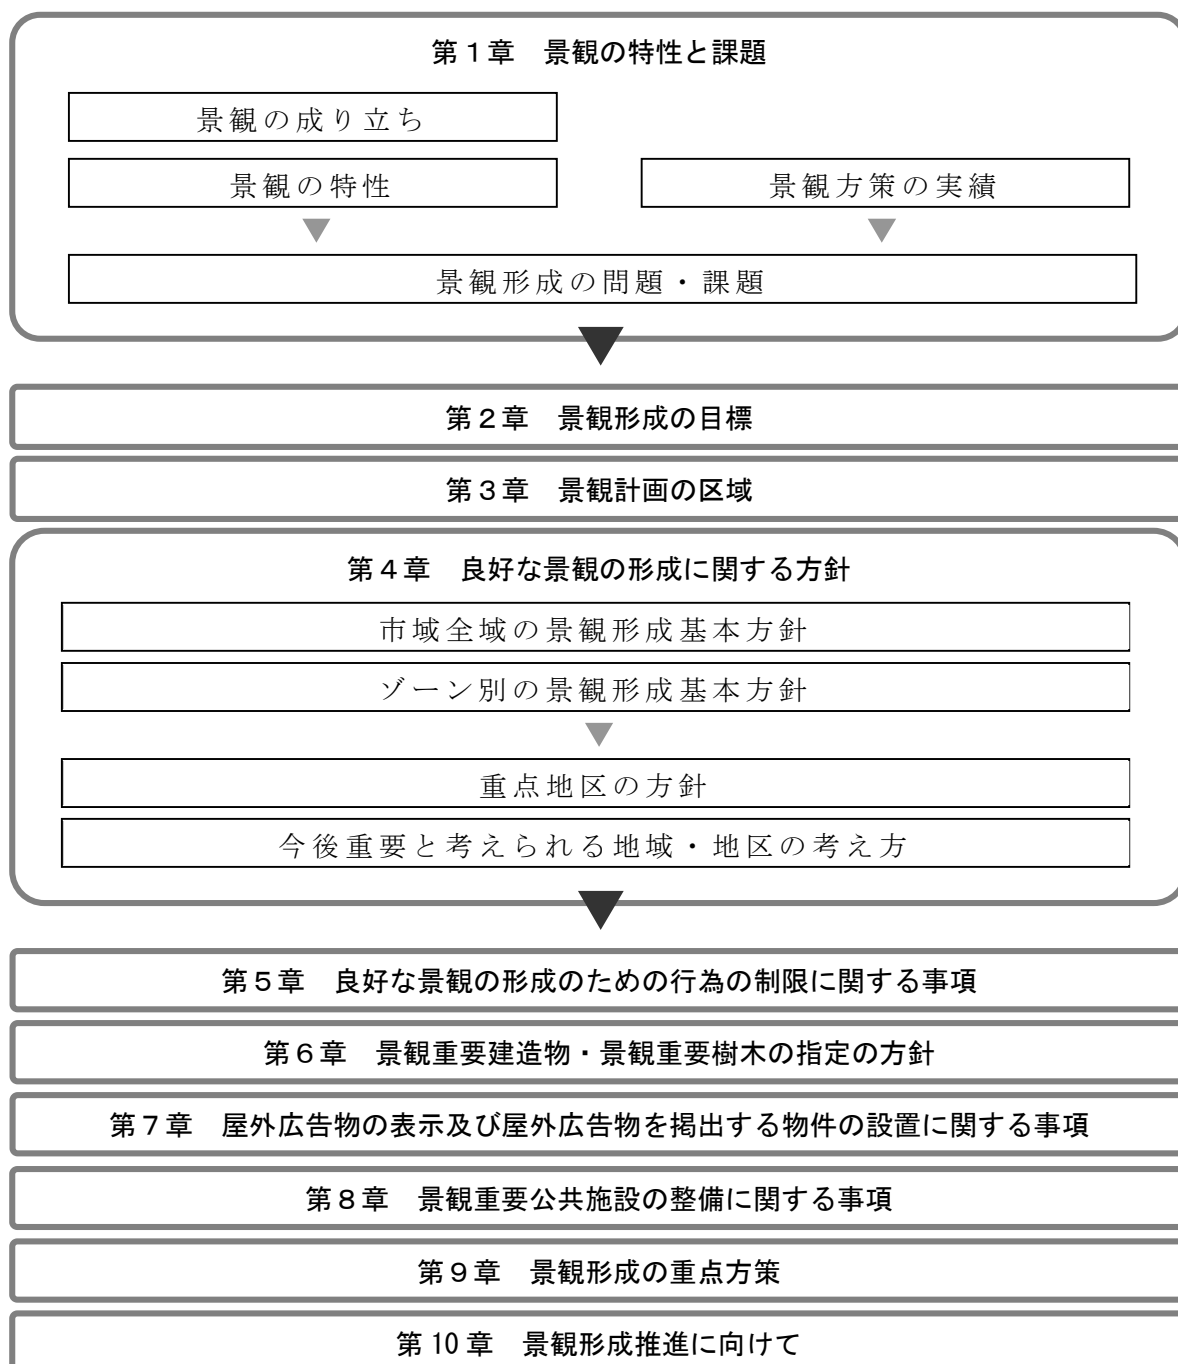 第1章　景観の特性と課題
景観の成り立ち
景観の特性
景観方策の実績
景観形成の問題・課題
第2章　景観形成の目標
第3章　景観計画の区域
第4章　良好な景観の形成に関する方針
市域全域の景観形成基本方針
ゾーン別の景観形成基本方針
重点地区の方針
今後重要と考えられる地域・地区の考え方
第5章　良好な景観の形成のための行為の制限に関する事項
第6章　景観重要建造物・景観重要樹木の指定の方針
第7章　屋外広告物の表示及び屋外広告物を掲出する物件の設置に関する事項
第8章　景観重要公共施設の整備に関する事項
第9章　景観形成の重点方策
第10章　景観形成推進に向けて